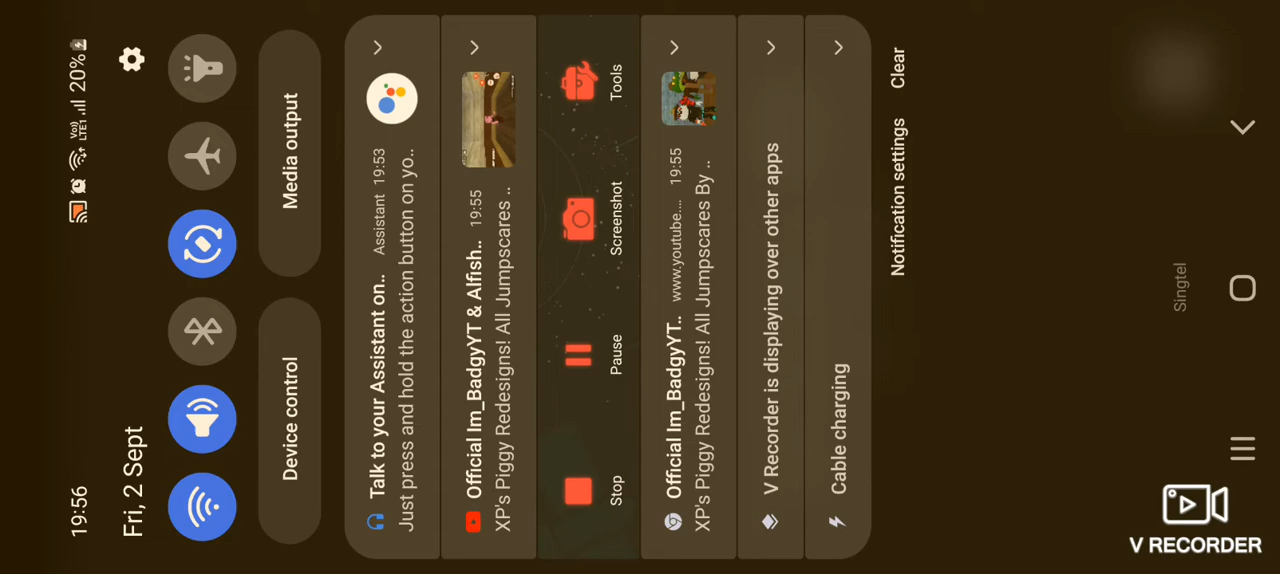 19:56
Vo))
LTE1
20%
Fri, 2 Sept
Device control
Media output
Talk to your Assistant on..
Assistant 19:53
Just press and hold the action button on yo..
Official Im_BadgyYT & Alfish..
19:55
XP's Piggy Redesigns! All Jumpscares ..
Stop
Pause
Screenshot
Tools
Official Im_BadgyYT..
www.youtube....
19:55
XP's Piggy Redesigns! All Jumpscares By ..
V Recorder is displaying over other apps
Cable charging
Notification settings
Clear
Singtel
V RECORDER